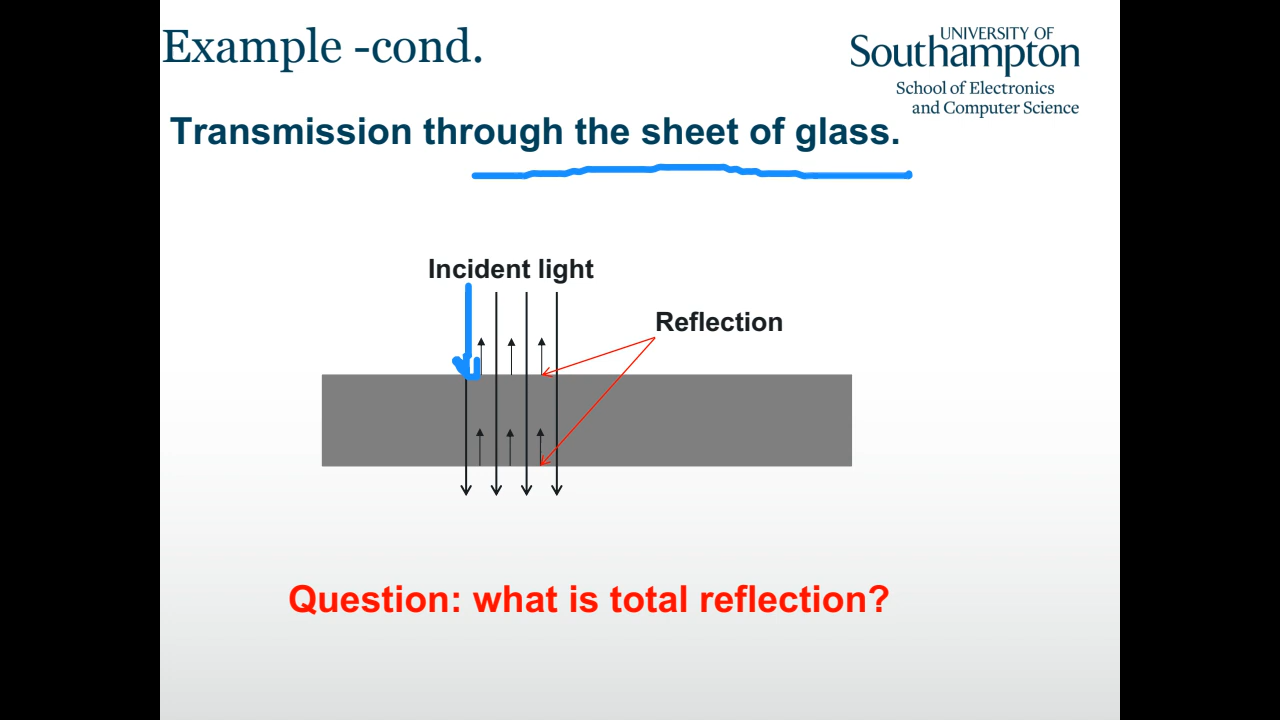 Example -cond.
UNIVERSITY OF
Southampton
School of Electronics
and Computer Science
Transmission through the sheet of glass.
Incident light
Reflection
Question: what is total reflection?